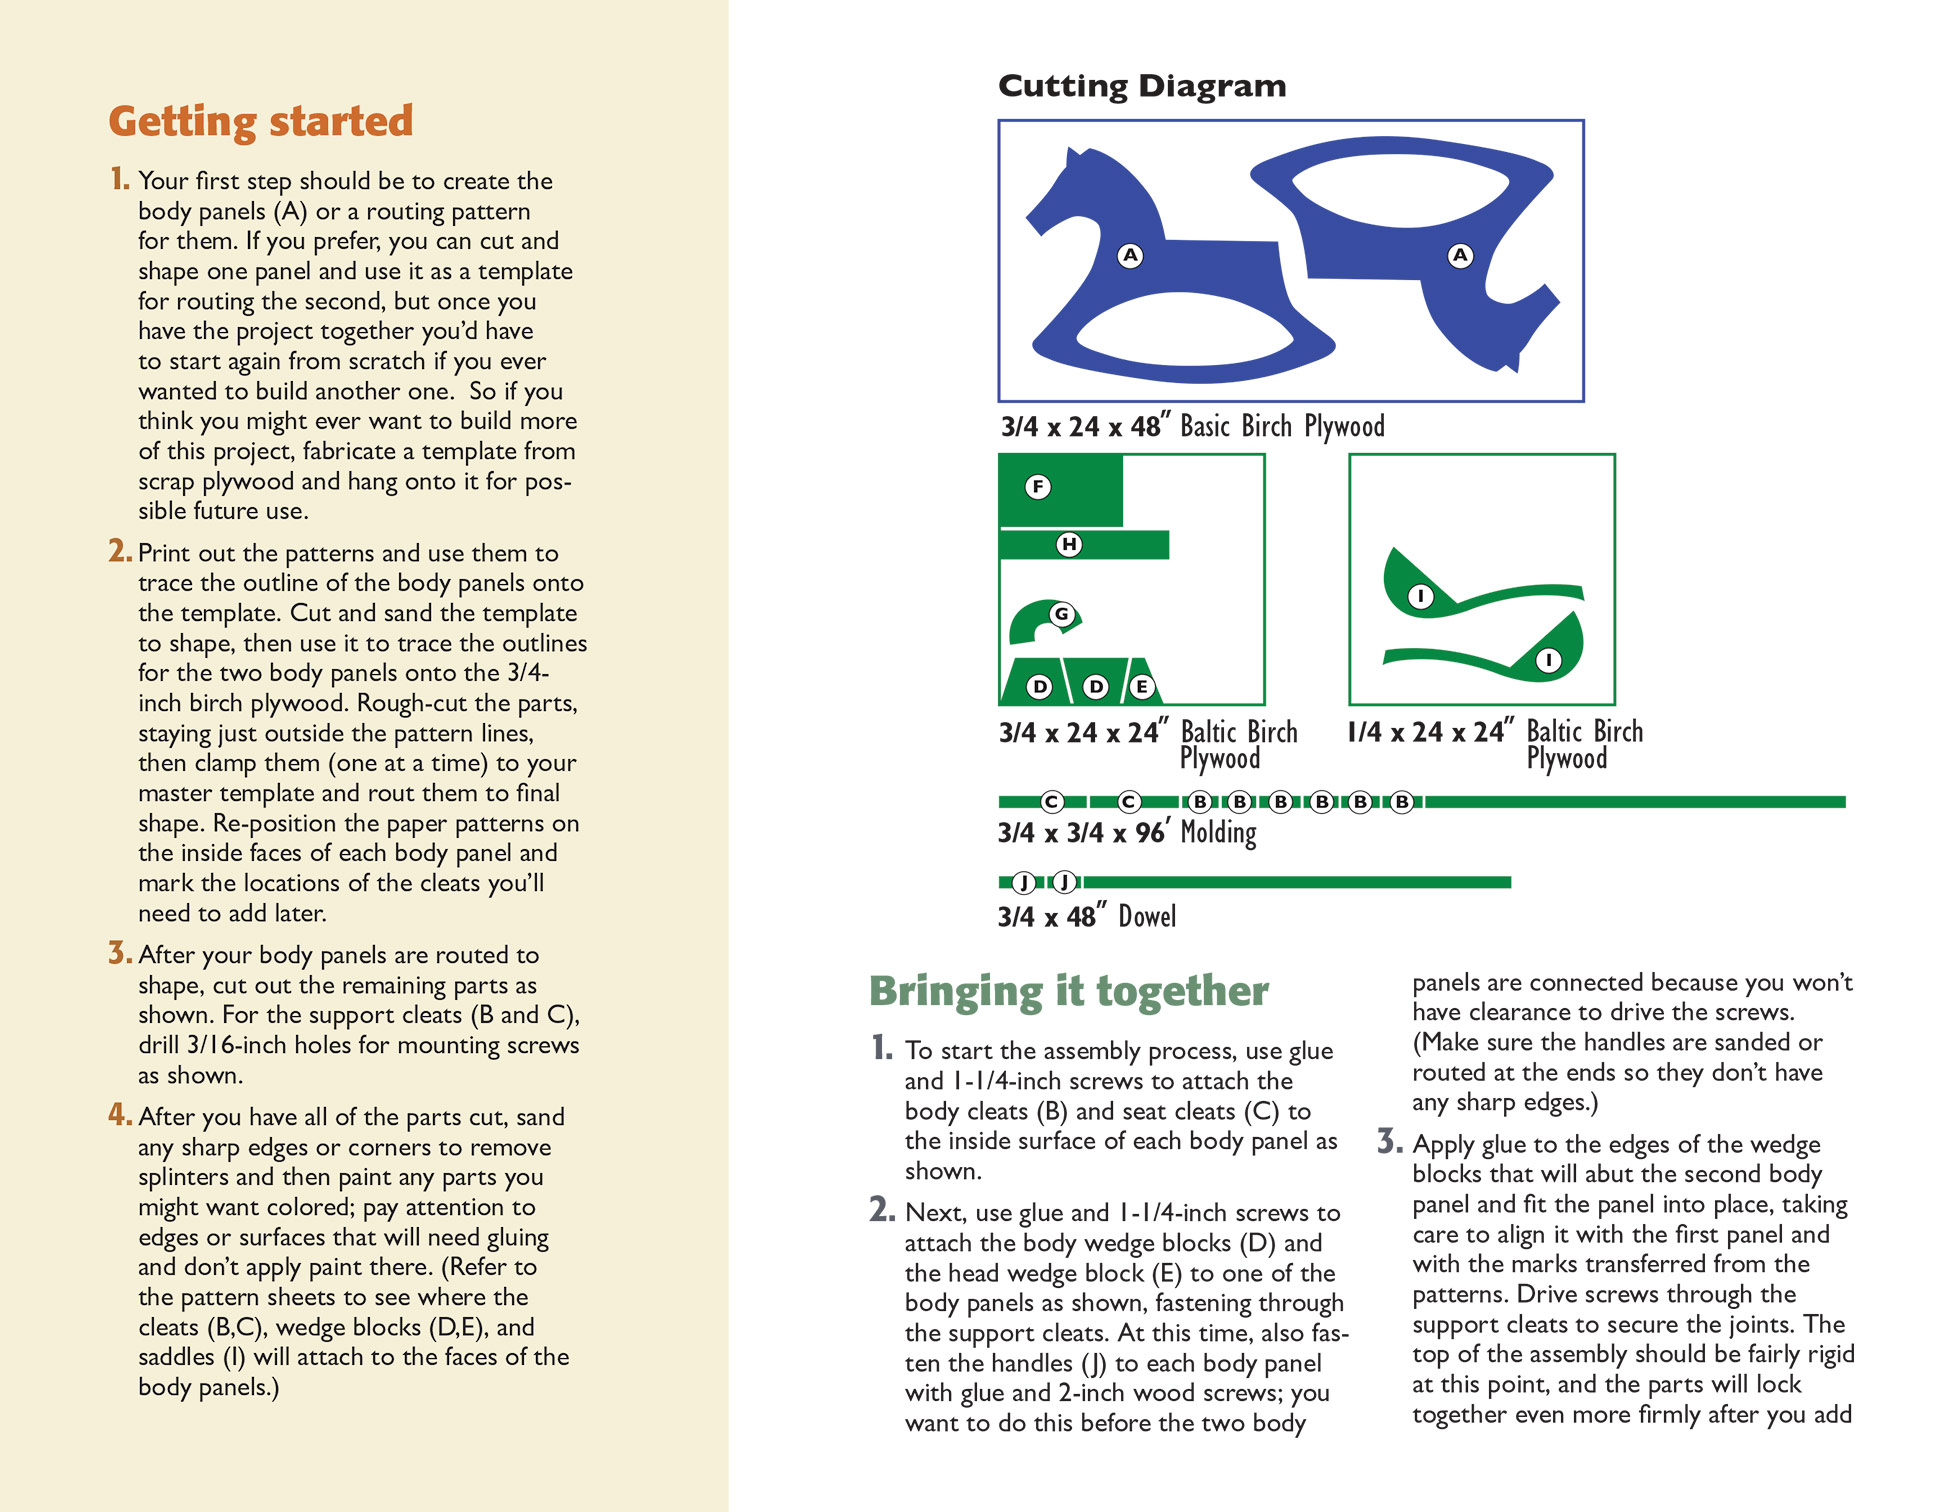 Getting started
1. Your first step should be to create the
body panels (A) or a routing pattern
for them. If you prefer, you can cut and
shape one panel and use it as a template
for routing the second, but once you
have the project together you’d have
to start again from scratch if you ever
wanted to build another one.  So if you
think you might ever want to build more
of this project, fabricate a template from
scrap plywood and hang onto it for pos-
sible future use.
2. Print out the patterns and use them to
trace the outline of the body panels onto
the template. Cut and sand the template
to shape, then use it to trace the outlines
for the two body panels onto the 3/4-
inch birch plywood. Rough-cut the parts,
staying just outside the pattern lines,
then clamp them (one at a time) to your
master template and rout them to final
shape. Re-position the paper patterns on
the inside faces of each body panel and
mark the locations of the cleats you’ll
need to add later.
3. After your body panels are routed to
shape, cut out the remaining parts as
shown. For the support cleats (B and C),
drill 3/16-inch holes for mounting screws
as shown.
4. After you have all of the parts cut, sand
any sharp edges or corners to remove
splinters and then paint any parts you
might want colored; pay attention to
edges or surfaces that will need gluing
and don’t apply paint there. (Refer to
the pattern sheets to see where the
cleats (B,C), wedge blocks (D,E), and
saddles (I) will attach to the faces of the
body panels.)
Cutting Diagram
A A
3/4 x 24 x 48″ Basic Birch Plywood
F
H
G
D D E
I
I
3/4 x 24 x 24″ Baltic Birch
Plywood
1/4 x 24 x 24″ Baltic Birch
Plywood
C C B B B B B B
3/4 x 3/4 x 96′ Molding
J J
3/4 x 48″ Dowel
Bringing it together
1. To start the assembly process, use glue
and 1-1/4-inch screws to attach the
body cleats (B) and seat cleats (C) to
the inside surface of each body panel as
shown.
2. Next, use glue and 1-1/4-inch screws to
attach the body wedge blocks (D) and
the head wedge block (E) to one of the
body panels as shown, fastening through
the support cleats. At this time, also fas-
ten the handles (J) to each body panel
with glue and 2-inch wood screws; you
want to do this before the two body
panels are connected because you won’t
have clearance to drive the screws.
(Make sure the handles are sanded or
routed at the ends so they don’t have
any sharp edges.)
3. Apply glue to the edges of the wedge
blocks that will abut the second body
panel and fit the panel into place, taking
care to align it with the first panel and
with the marks transferred from the
patterns. Drive screws through the
support cleats to secure the joints. The
top of the assembly should be fairly rigid
at this point, and the parts will lock
together even more firmly after you add